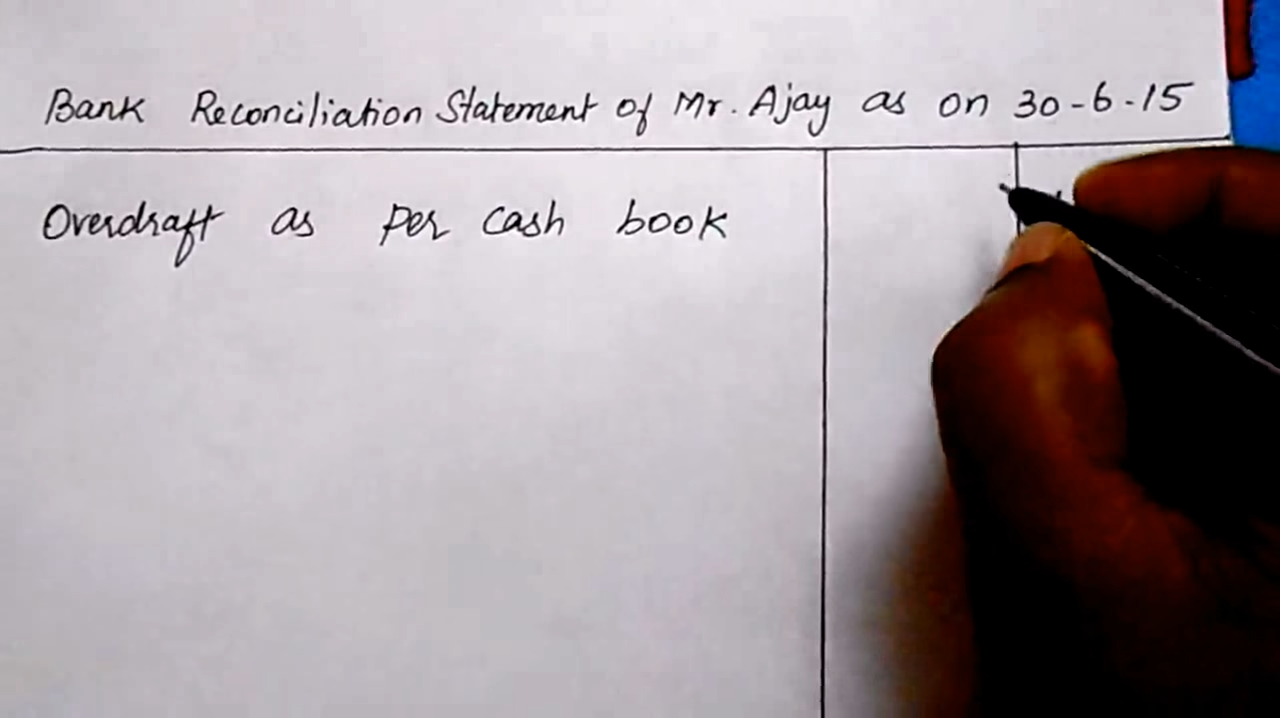 Bank Reconciliation Statement of Mr. Ajay as on 30-6-15
Overdraft as per cash book